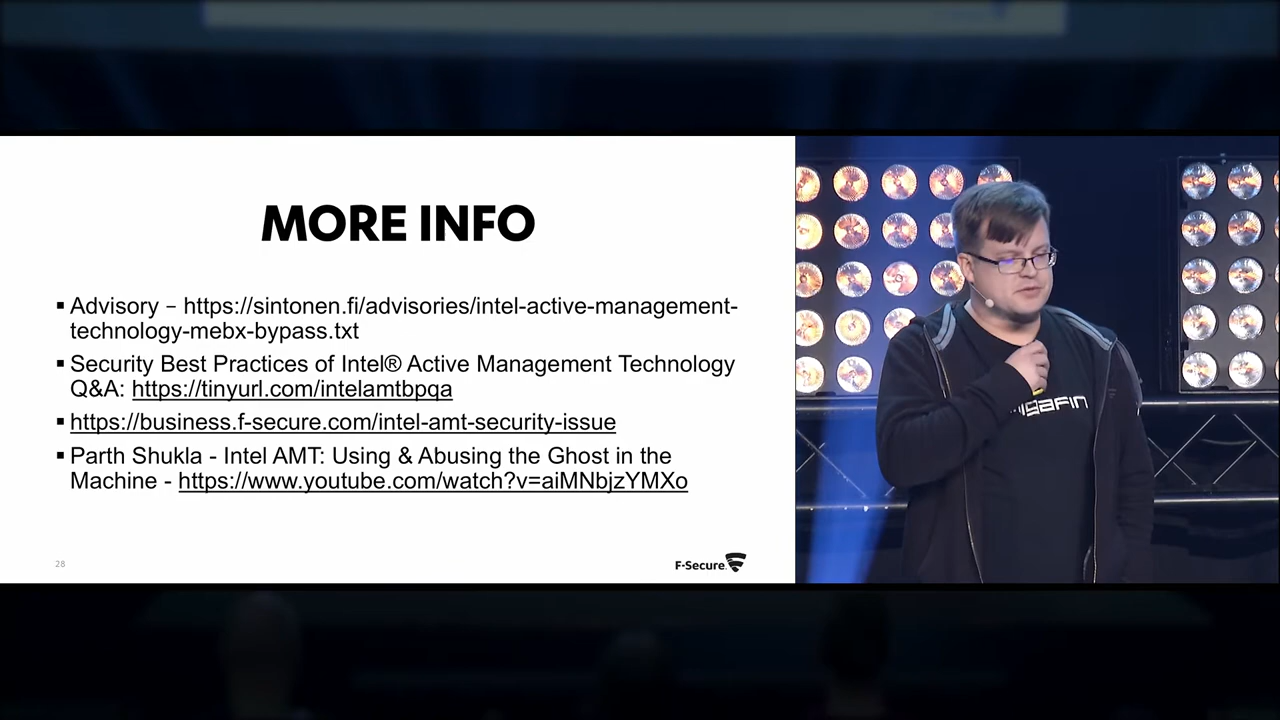 MORE INFO
▪ Advisory – https://sintonen.fi/advisories/intel-active-management-
technology-mebx-bypass.txt
▪ Security Best Practices of Intel® Active Management Technology
Q&A: https://tinyurl.com/intelamtbpqa
▪ https://business.f-secure.com/intel-amt-security-issue
▪ Parth Shukla - Intel AMT: Using & Abusing the Ghost in the
Machine - https://www.youtube.com/watch?v=aiMNbjzYMXo
28
F-Secure.